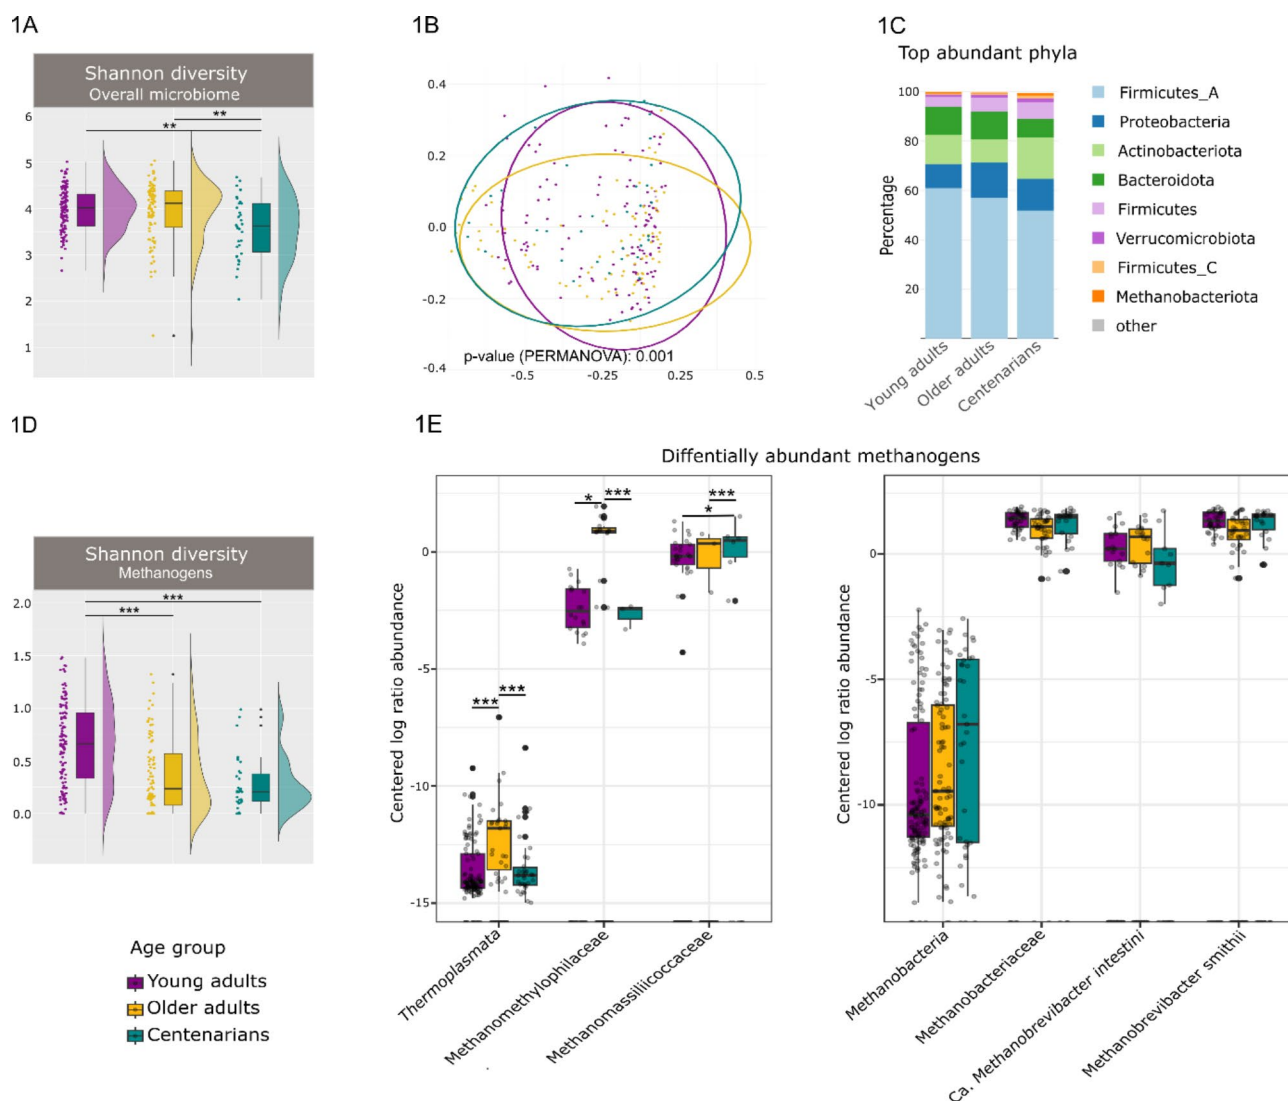 1A
Shannon diversity
Overall microbiome
6
5
4
3
2
1
**
**
1B
0.4
0.2
0.0
-0.2
-0.4
p-value (PERMANOVA): 0.001
-0.5
-0.25
0.25
0.5
1C
Top abundant phyla
Percentage
100
80
60
40
20
Young adults
Older adults
Centenarians
Firmicutes_A
Proteobacteria
Actinobacteriota
Bacteroidota
Firmicutes
Verrucomicrobiota
Firmicutes_C
Methanobacteriota
other
1D
Shannon diversity
Methanogens
2.0
1.5
1.0
0.5
0.0
***
***
Age group
Young adults
Older adults
Centenarians
1E
Diffentially abundant methanogens
Centered log ratio abundance
0
-5
-10
-15
***
***
*
***
*
***
Thermoplasmata
Methanomethylophilaceae
Methanomassiliicoccaceae
Centered log ratio abundance
0
-5
-10
Methanobacteria
Methanobacteriaceae
Ca. Methanobrevibacter intestini
Methanobrevibacter smithii